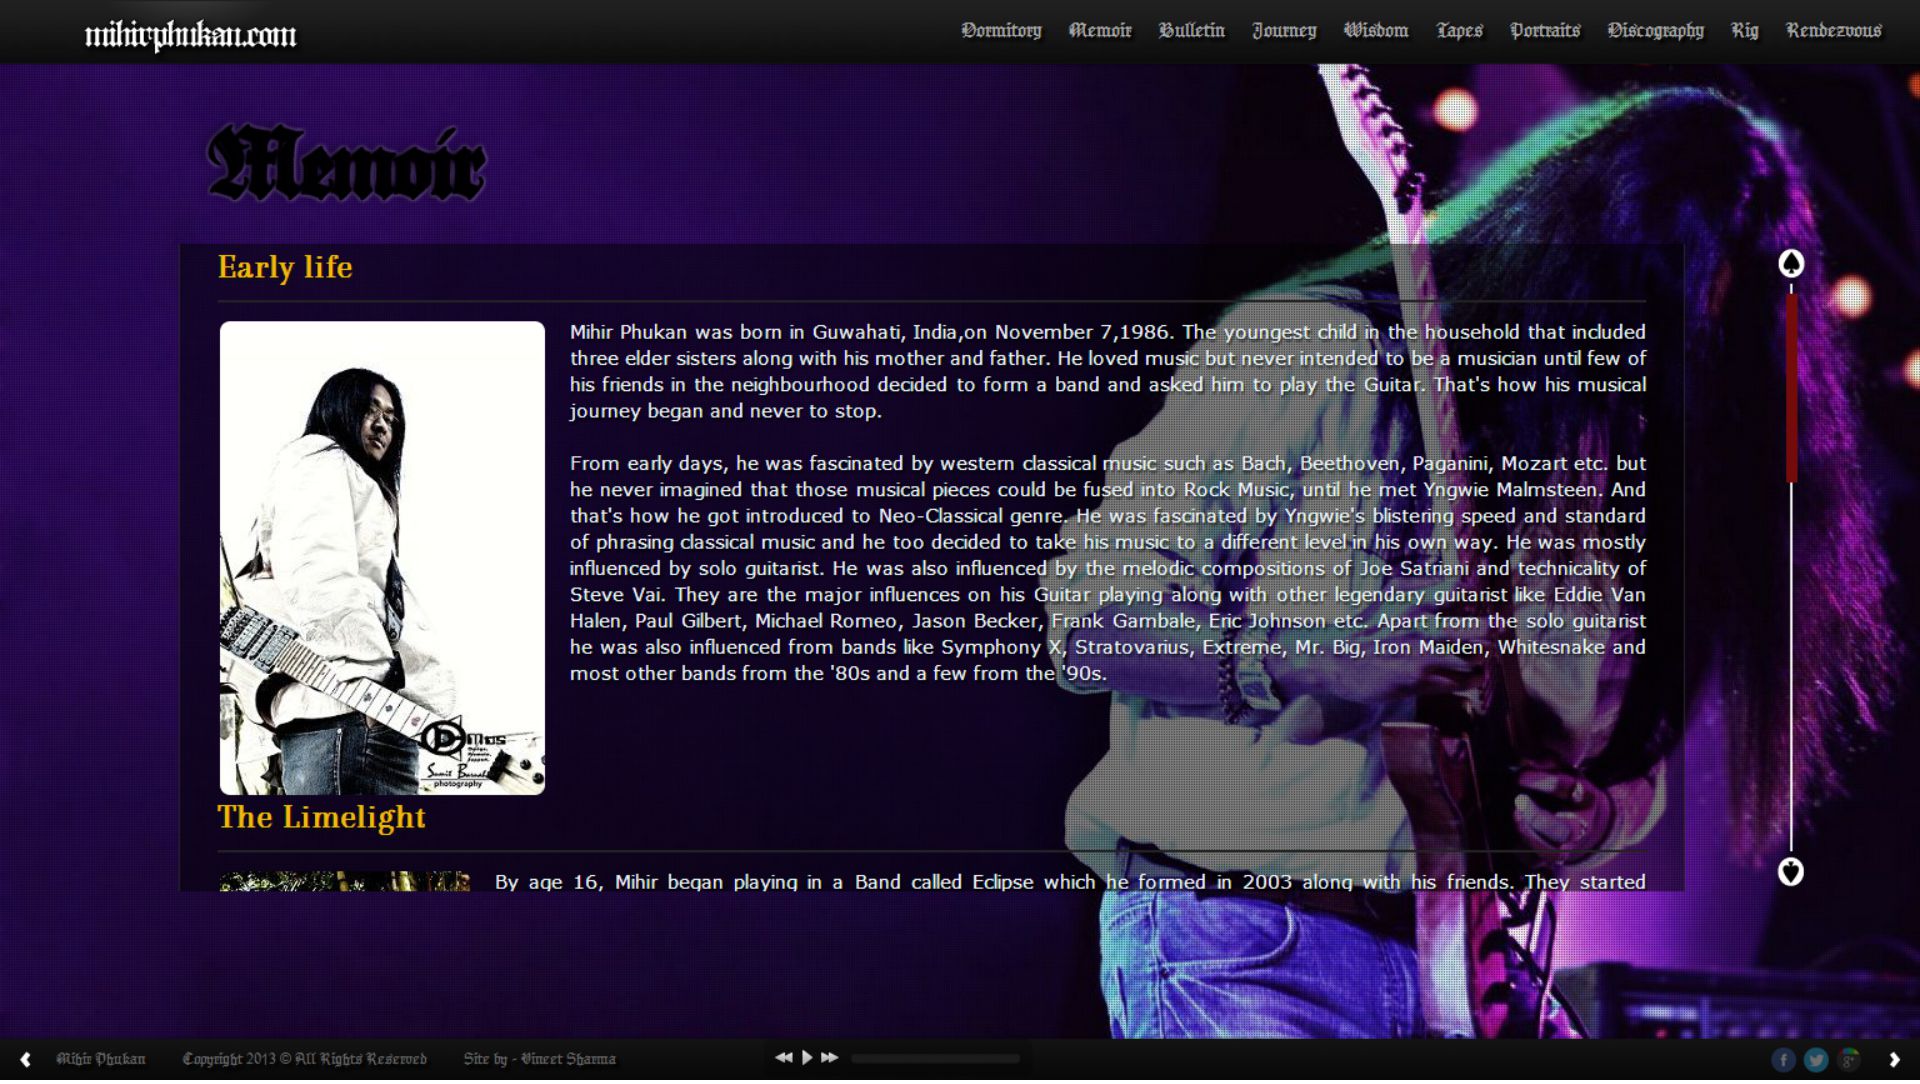 mihirphukan.com
Dormitory Memoir Bulletin Journey Wisdom Tapes Portraits Discography Rig Rendezvous
Memoir
Early life
Mihir Phukan was born in Guwahati, India,on November 7,1986. The youngest child in the household that included
three elder sisters along with his mother and father. He loved music but never intended to be a musician until few of
his friends in the neighbourhood decided to form a band and asked him to play the Guitar. That's how his musical
journey began and never to stop.
From early days, he was fascinated by western classical music such as Bach, Beethoven, Paganini, Mozart etc. but
he never imagined that those musical pieces could be fused into Rock Music, until he met Yngwie Malmsteen. And
that's how he got introduced to Neo-Classical genre. He was fascinated by Yngwie's blistering speed and standard
of phrasing classical music and he too decided to take his music to a different level in his own way. He was mostly
influenced by solo guitarist. He was also influenced by the melodic compositions of Joe Satriani and technicality of
Steve Vai. They are the major influences on his Guitar playing along with other legendary guitarist like Eddie Van
Halen, Paul Gilbert, Michael Romeo, Jason Becker, Frank Gambale, Eric Johnson etc. Apart from the solo guitarist
he was also influenced from bands like Symphony X, Stratovarius, Extreme, Mr. Big, Iron Maiden, Whitesnake and
most other bands from the '80s and a few from the '90s.
photography
The Limelight
By age 16, Mihir began playing in a Band called Eclipse which he formed in 2003 along with his friends. They started
Mihir Phukan Copyright 2013 © All Rights Reserved Site by - Vineet Sharma